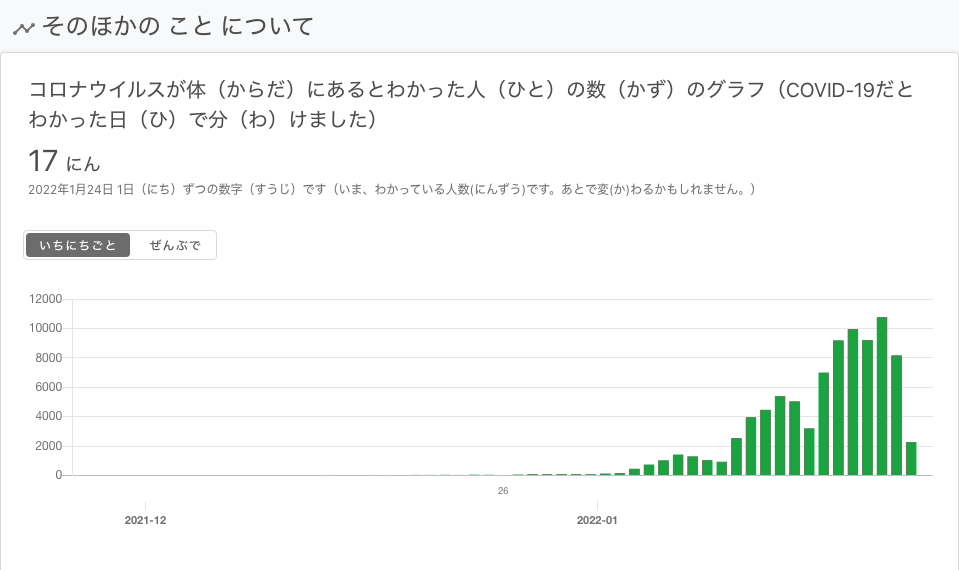 そのほかの こと について
コロナウイルスが体（からだ）にあるとわかった人（ひと）の数（かず）のグラフ（COVID-19だと
わかった日（ひ）で分（わ）けました）
17 にん
2022年1月24日 1日（にち）ずつの数字（すうじ）です（いま、わかっている人数(にんずう)です。あとで変(か)わるかもしれません。）
いちにちごと ぜんぶで
12000
10000
8000
6000
4000
2000
0
26
2021-12 2022-01